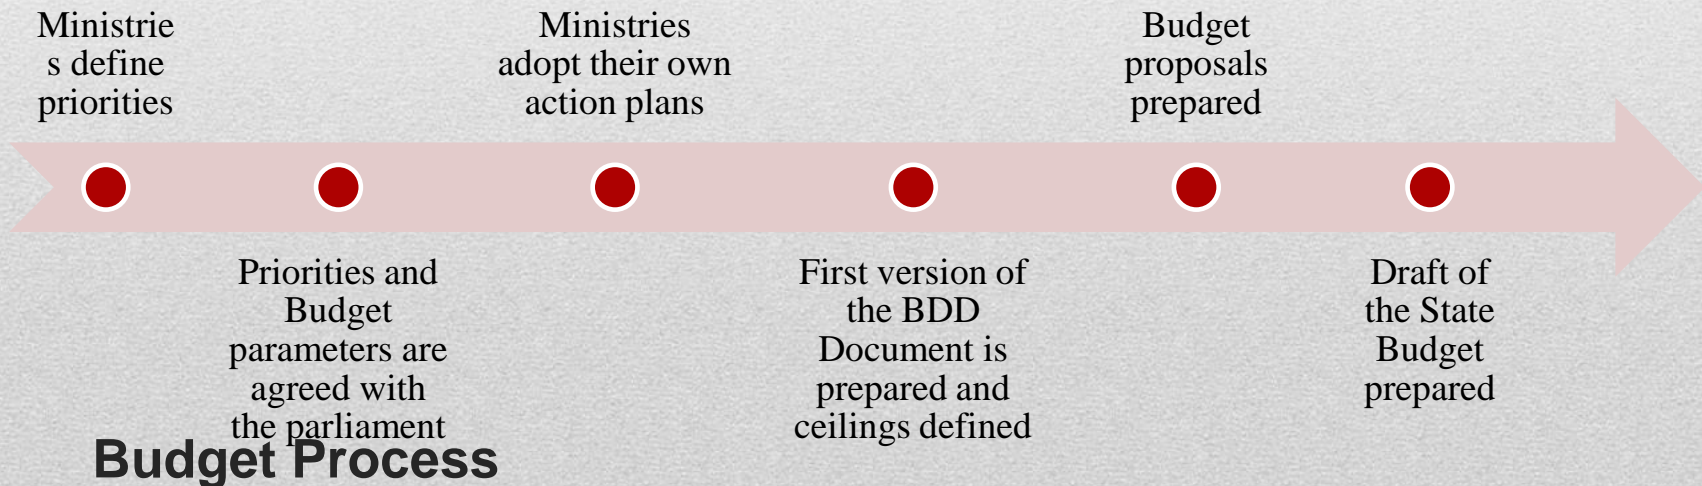 Ministrie
s define
priorities
Priorities and
Budget
parameters are
agreed with
the parliament
Ministries
adopt their own
action plans
First version of
the BDD
Document is
prepared and
ceilings defined
Budget
proposals
prepared
Draft of
the State
Budget
prepared
Budget Process